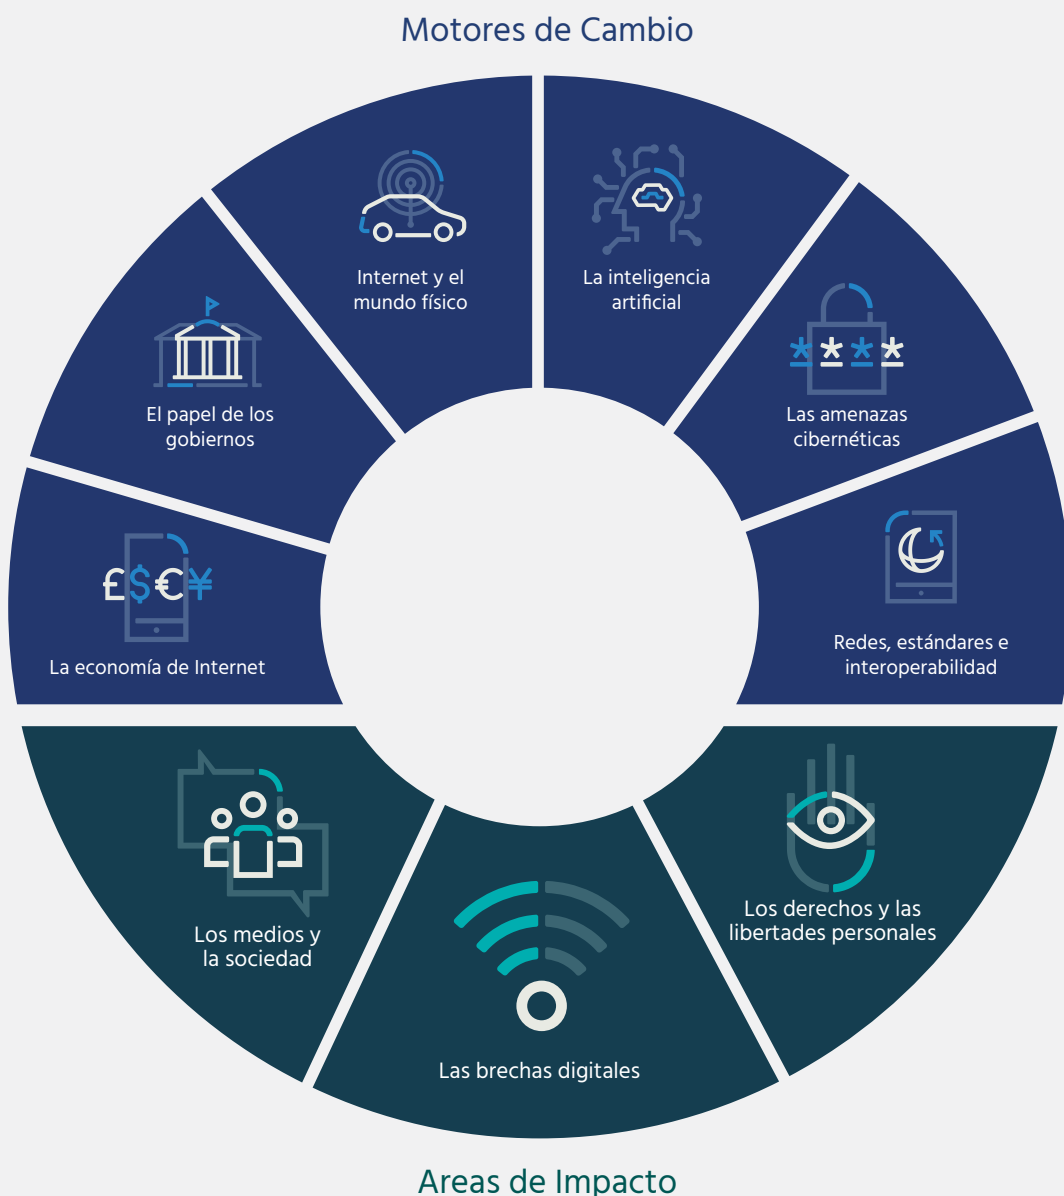 Motores de Cambio
Internet y el
mundo físico
La inteligencia
artificial
El papel de los
gobiernos
Las amenazas
cibernéticas
£$€¥
* * * *
La economía de Internet
Redes, estándares e
interoperabilidad
Los medios y
la sociedad
Los derechos y las
libertades personales
Las brechas digitales
Areas de Impacto